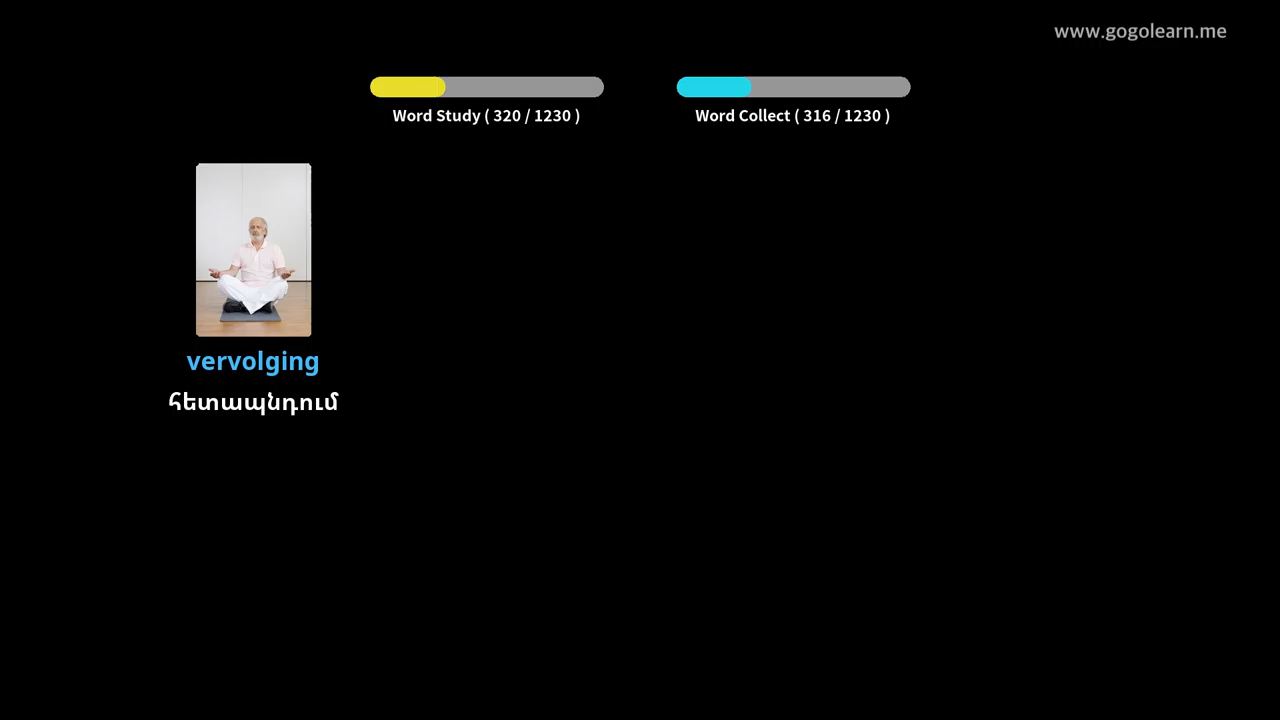 www.gogolearn.me
Word Study ( 320 / 1230 )
Word Collect ( 316 / 1230 )
vervolging
հետապնդում